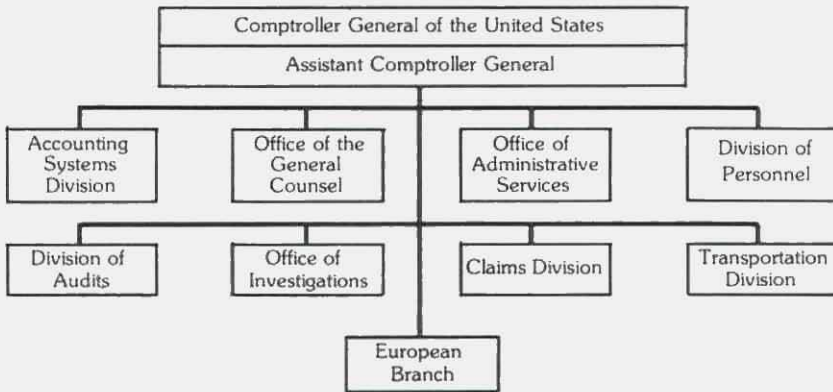 Comptroller General of the United States
Assistant Comptroller General
Accounting
Systems
Division
Office of the
General
Counsel
Office of
Administrative
Services
Division of
Personnel
Division of
Audits
Office of
Investigations
Claims Division
Transportation
Division
European
Branch